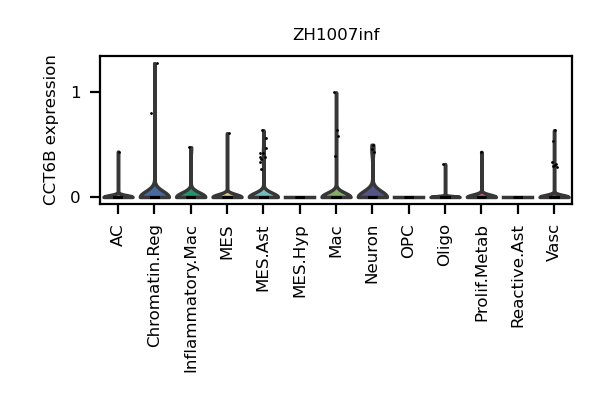 ZH1007inf
CCT6B expression
1
0
AC
Chromatin.Reg
Inflammatory.Mac
MES
MES.Ast
MES.Hyp
Mac
Neuron
OPC
Oligo
Prolif.Metab
Reactive.Ast
Vasc